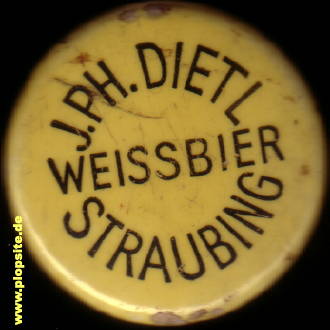 J.PH. DIETL
WEISSBIER
STRAUBING
www.plopsite.de